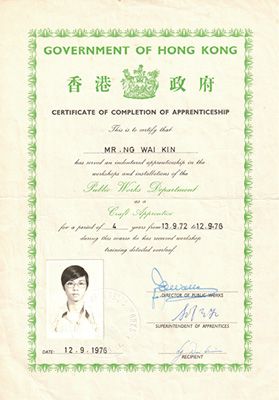 GOVERNMENT OF HONG KONG
香港 政府
CERTIFICATE OF COMPLETION OF APPRENTICESHIP
This is to certify that
MR. NG WAI KIN
has served an indentured apprenticeship in the
workshops and installations of the
Public Works Department
as a
Craft Apprentice
for a period of 4 years from 13.9.72 to 12.9.76
during this course he has received workshop
training detailed overleaf.
DIRECTOR OF PUBLIC WORKS
SUPERINTENDENT OF APPRENTICES
DATE: 12.9.1976
RECIPIENT